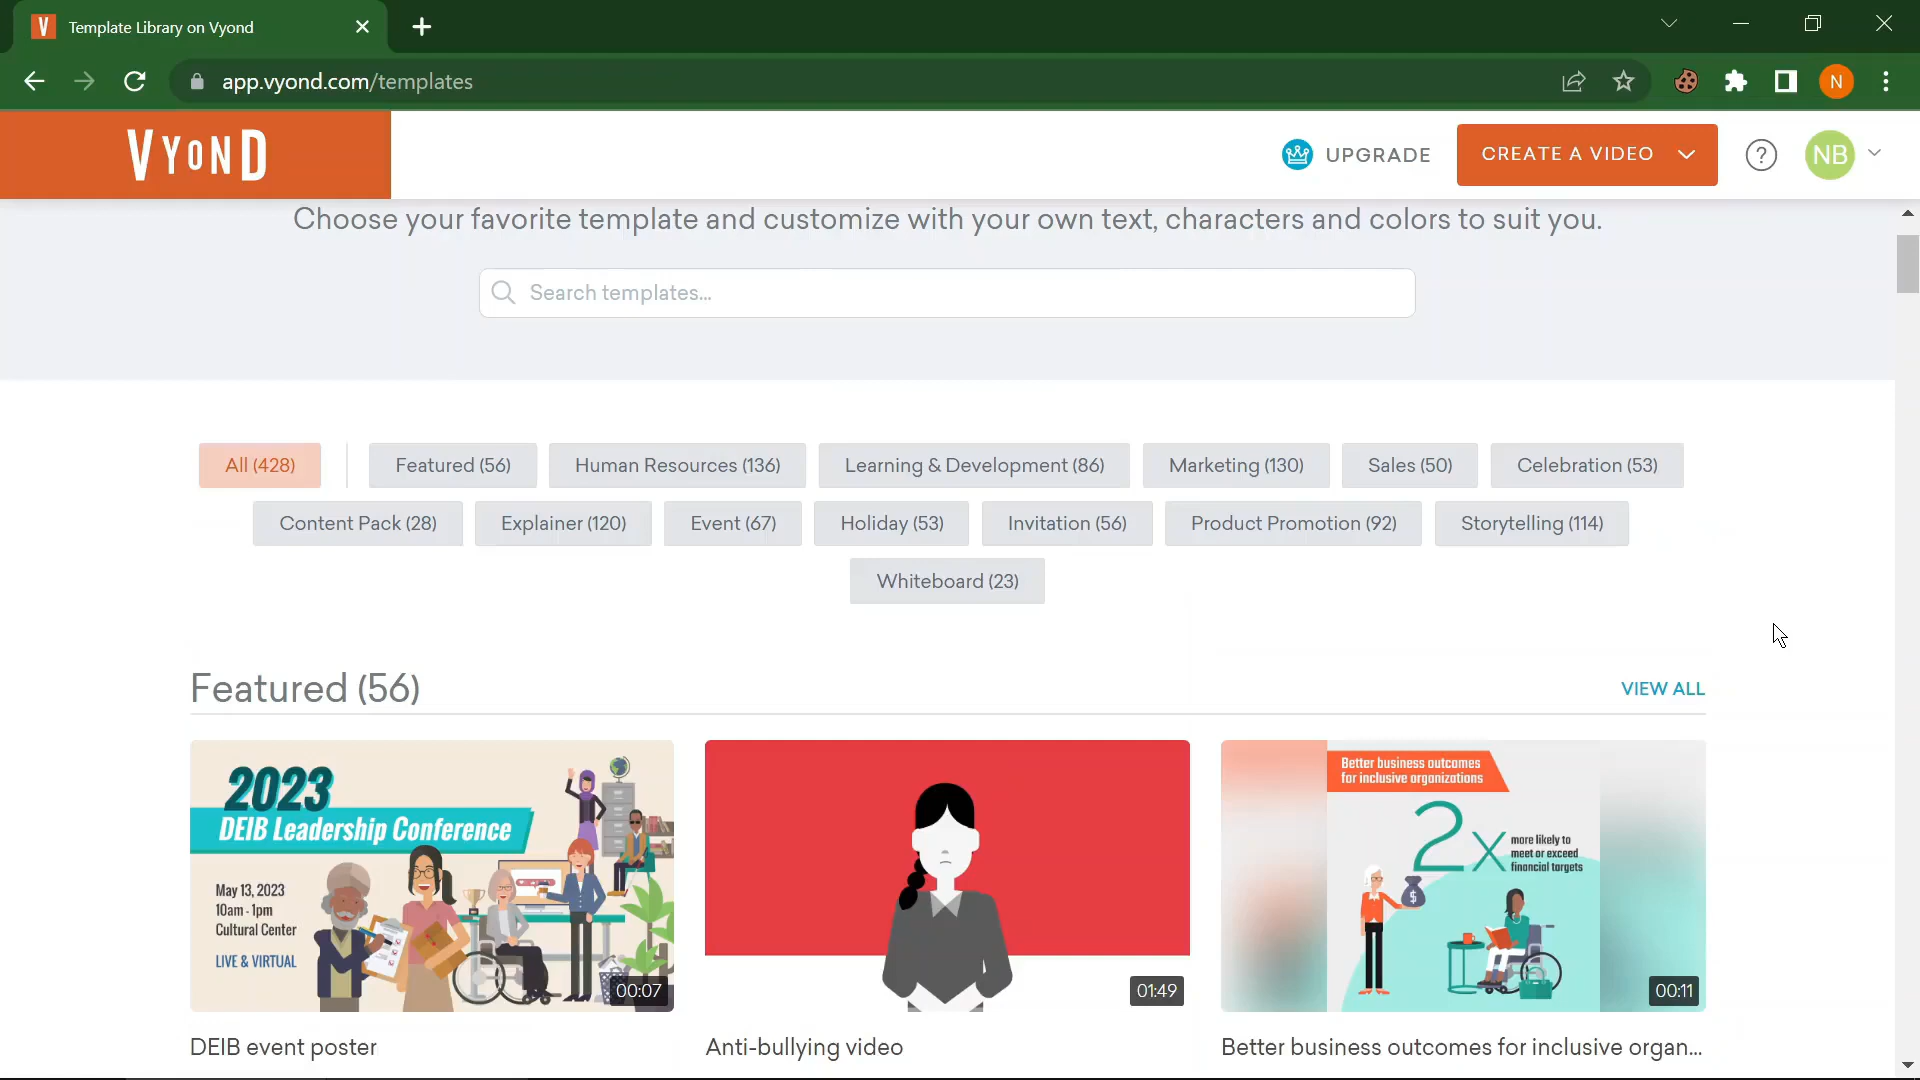 Template Library on Vyond
app.vyond.com/templates
N
VYOND
UPGRADE
CREATE A VIDEO
?
NB
Choose your favorite template and customize with your own text, characters and colors to suit you.
Search templates...
All (428)
Featured (56)
Human Resources (136)
Learning & Development (86)
Marketing (130)
Sales (50)
Celebration (53)
Content Pack (28)
Explainer (120)
Event (67)
Holiday (53)
Invitation (56)
Product Promotion (92)
Storytelling (114)
Whiteboard (23)
Featured (56)
VIEW ALL
2023
DEIB Leadership Conference
May 13, 2023
10am - 1pm
Cultural Center
LIVE & VIRTUAL
00:07
01:49
Better business outcomes
for inclusive organizations
2x
more likely to
meet or exceed
financial targets
$
00:11
DEIB event poster
Anti-bullying video
Better business outcomes for inclusive organ...